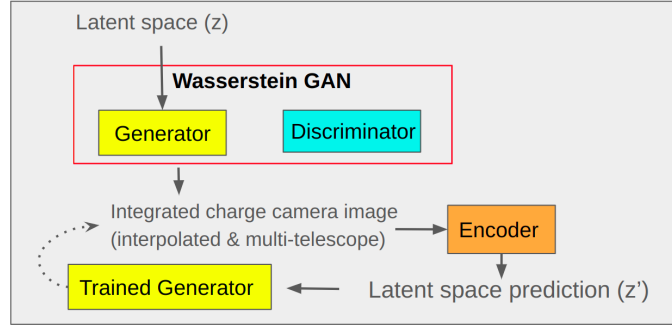 Latent space (z)
Wasserstein GAN
Generator
Discriminator
Integrated charge camera image
(interpolated & multi-telescope)
Encoder
Trained Generator
Latent space prediction (z’)